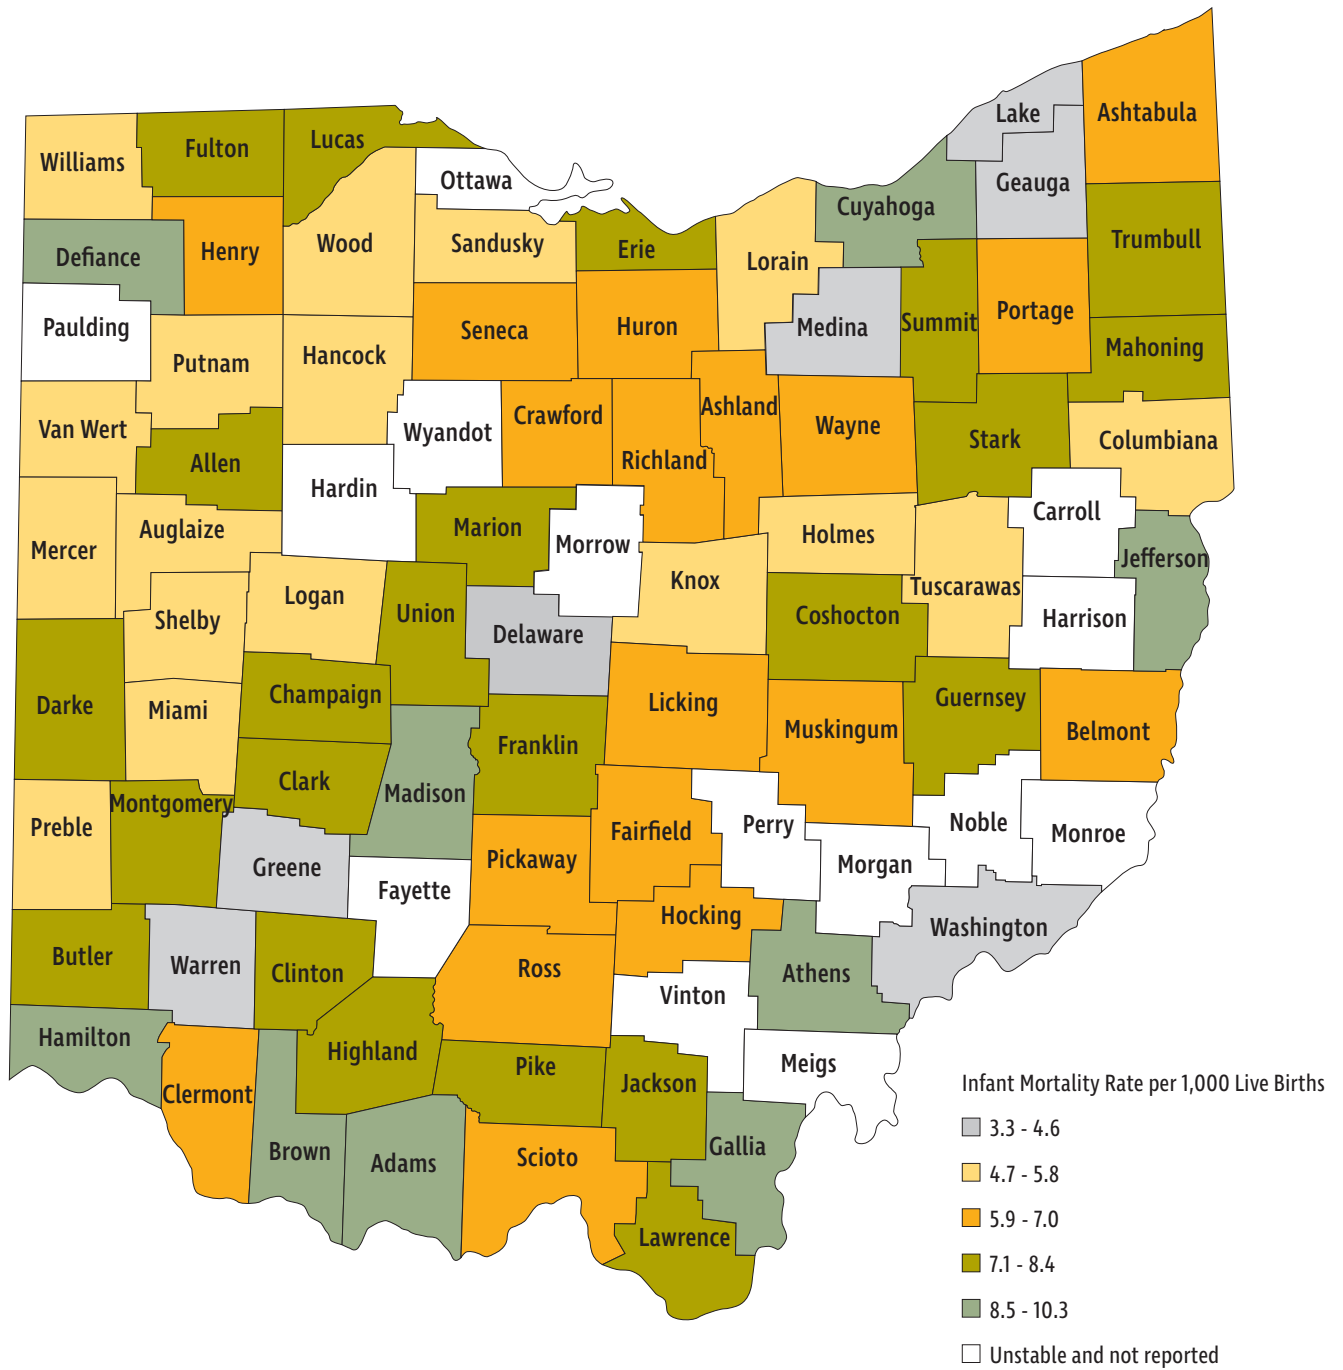 Lake
Ashtabula
Lucas
Fulton
Williams
Ottawa
Geauga
Cuyahoga
Trumbull
Wood
Sandusky
Erie
Henry
Defiance
Lorain
Portage
Summit
Medina
Huron
Seneca
Paulding
Mahoning
Hancock
Putnam
Ashland
Crawford
Wayne
Van Wert
Wyandot
Stark
Columbiana
Richland
Allen
Hardin
Carroll
Marion
Auglaize
Holmes
Morrow
Mercer
Jefferson
Knox
Tuscarawas
Logan
Union
Coshocton
Harrison
Shelby
Delaware
Champaign
Guernsey
Licking
Darke
Miami
Muskingum
Belmont
Franklin
Clark
Madison
Montgomery
Preble
Fairfield
Perry
Noble
Monroe
Pickaway
Greene
Morgan
Fayette
Hocking
Washington
Butler
Warren
Clinton
Ross
Athens
Vinton
Hamilton
Highland
Pike
Meigs
Jackson
Clermont
Infant Mortality Rate per 1,000 Live Births
3.3 - 4.6
4.7 - 5.8
5.9 - 7.0
7.1 - 8.4
8.5 - 10.3
Unstable and not reported
Brown
Adams
Scioto
Gallia
Lawrence